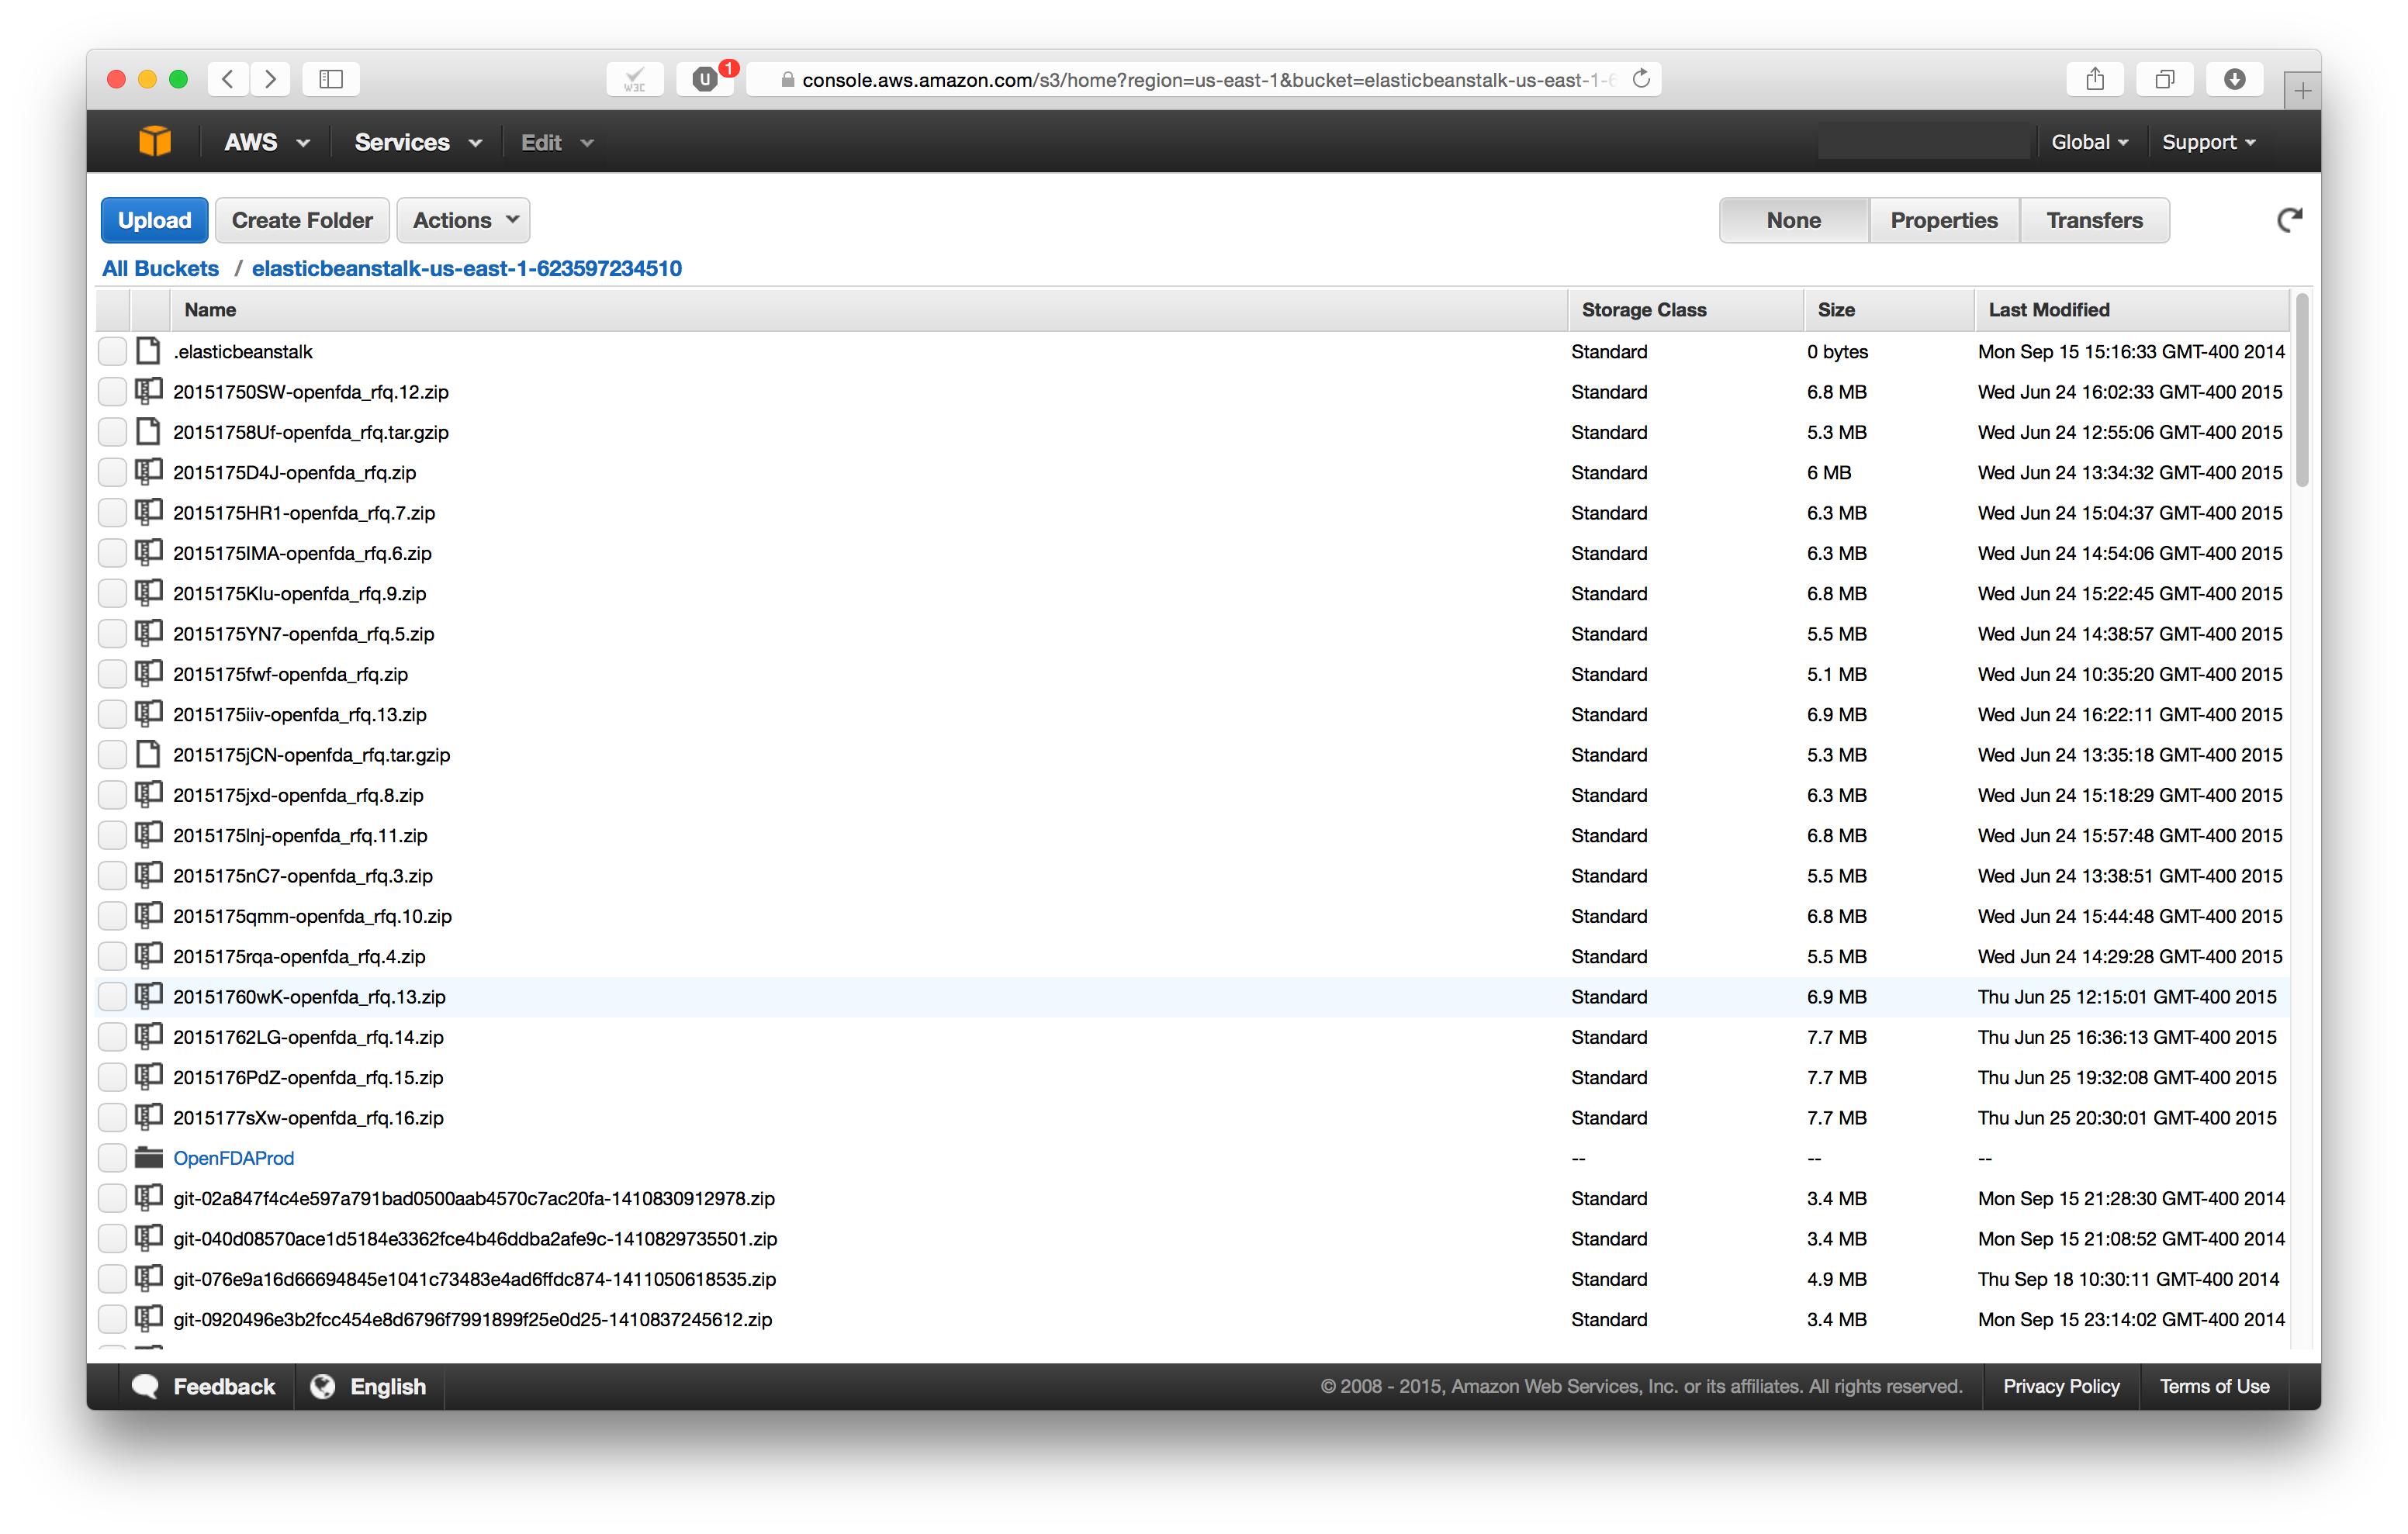 W3C
U
1
console.aws.amazon.com/s3/home?region=us-east-1&bucket=elasticbeanstalk-us-east-1-6
AWS Services Edit Global Support
Upload Create Folder Actions None Properties Transfers
All Buckets / elasticbeanstalk-us-east-1-623597234510
Name Storage Class Size Last Modified
.elasticbeanstalk Standard 0 bytes Mon Sep 15 15:16:33 GMT-400 2014
20151750SW-openfda_rfq.12.zip Standard 6.8 MB Wed Jun 24 16:02:33 GMT-400 2015
20151758Uf-openfda_rfq.tar.gzip Standard 5.3 MB Wed Jun 24 12:55:06 GMT-400 2015
2015175D4J-openfda_rfq.zip Standard 6 MB Wed Jun 24 13:34:32 GMT-400 2015
2015175HR1-openfda_rfq.7.zip Standard 6.3 MB Wed Jun 24 15:04:37 GMT-400 2015
2015175IMA-openfda_rfq.6.zip Standard 6.3 MB Wed Jun 24 14:54:06 GMT-400 2015
2015175Klu-openfda_rfq.9.zip Standard 6.8 MB Wed Jun 24 15:22:45 GMT-400 2015
2015175YN7-openfda_rfq.5.zip Standard 5.5 MB Wed Jun 24 14:38:57 GMT-400 2015
2015175fwf-openfda_rfq.zip Standard 5.1 MB Wed Jun 24 10:35:20 GMT-400 2015
2015175iiv-openfda_rfq.13.zip Standard 6.9 MB Wed Jun 24 16:22:11 GMT-400 2015
2015175jCN-openfda_rfq.tar.gzip Standard 5.3 MB Wed Jun 24 13:35:18 GMT-400 2015
2015175jxd-openfda_rfq.8.zip Standard 6.3 MB Wed Jun 24 15:18:29 GMT-400 2015
2015175lnj-openfda_rfq.11.zip Standard 6.8 MB Wed Jun 24 15:57:48 GMT-400 2015
2015175nC7-openfda_rfq.3.zip Standard 5.5 MB Wed Jun 24 13:38:51 GMT-400 2015
2015175qmm-openfda_rfq.10.zip Standard 6.8 MB Wed Jun 24 15:44:48 GMT-400 2015
2015175rqa-openfda_rfq.4.zip Standard 5.5 MB Wed Jun 24 14:29:28 GMT-400 2015
20151760wK-openfda_rfq.13.zip Standard 6.9 MB Thu Jun 25 12:15:01 GMT-400 2015
20151762LG-openfda_rfq.14.zip Standard 7.7 MB Thu Jun 25 16:36:13 GMT-400 2015
2015176PdZ-openfda_rfq.15.zip Standard 7.7 MB Thu Jun 25 19:32:08 GMT-400 2015
2015177sXw-openfda_rfq.16.zip Standard 7.7 MB Thu Jun 25 20:30:01 GMT-400 2015
OpenFDAProd -- -- --
git-02a847f4c4e597a791bad0500aab4570c7ac20fa-1410830912978.zip Standard 3.4 MB Mon Sep 15 21:28:30 GMT-400 2014
git-040d08570ace1d5184e3362fce4b46ddba2afe9c-1410829735501.zip Standard 3.4 MB Mon Sep 15 21:08:52 GMT-400 2014
git-076e9a16d66694845e1041c73483e4ad6ffdc874-1411050618535.zip Standard 4.9 MB Thu Sep 18 10:30:11 GMT-400 2014
git-0920496e3b2fcc454e8d6796f7991899f25e0d25-1410837245612.zip Standard 3.4 MB Mon Sep 15 23:14:02 GMT-400 2014
Feedback English © 2008 - 2015, Amazon Web Services, Inc. or its affiliates. All rights reserved. Privacy Policy Terms of Use